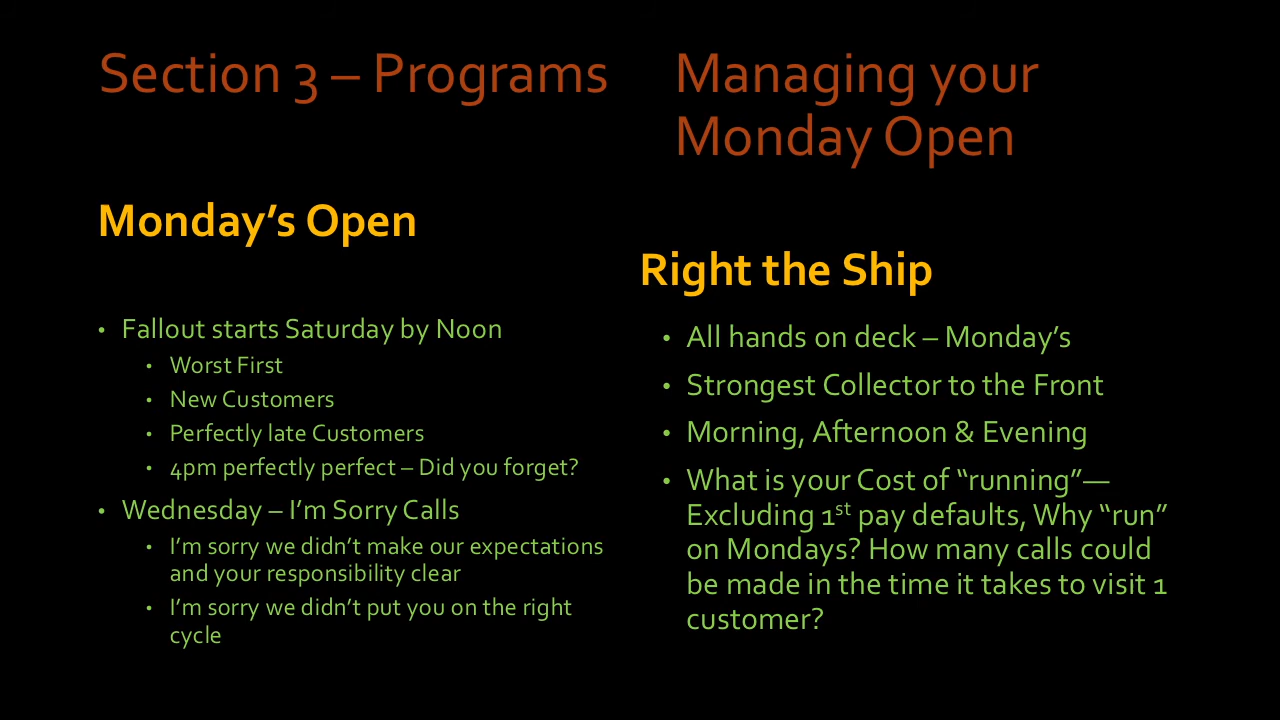 Section 3 – Programs
Monday’s Open
• Fallout starts Saturday by Noon
• Worst First
• New Customers
• Perfectly late Customers
• 4pm perfectly perfect – Did you forget?
• Wednesday – I’m Sorry Calls
• I’m sorry we didn’t make our expectations
and your responsibility clear
• I’m sorry we didn’t put you on the right
cycle
Managing your
Monday Open
Right the Ship
• All hands on deck – Monday’s
• Strongest Collector to the Front
• Morning, Afternoon & Evening
• What is your Cost of “running”—
Excluding 1st pay defaults, Why “run”
on Mondays? How many calls could
be made in the time it takes to visit 1
customer?